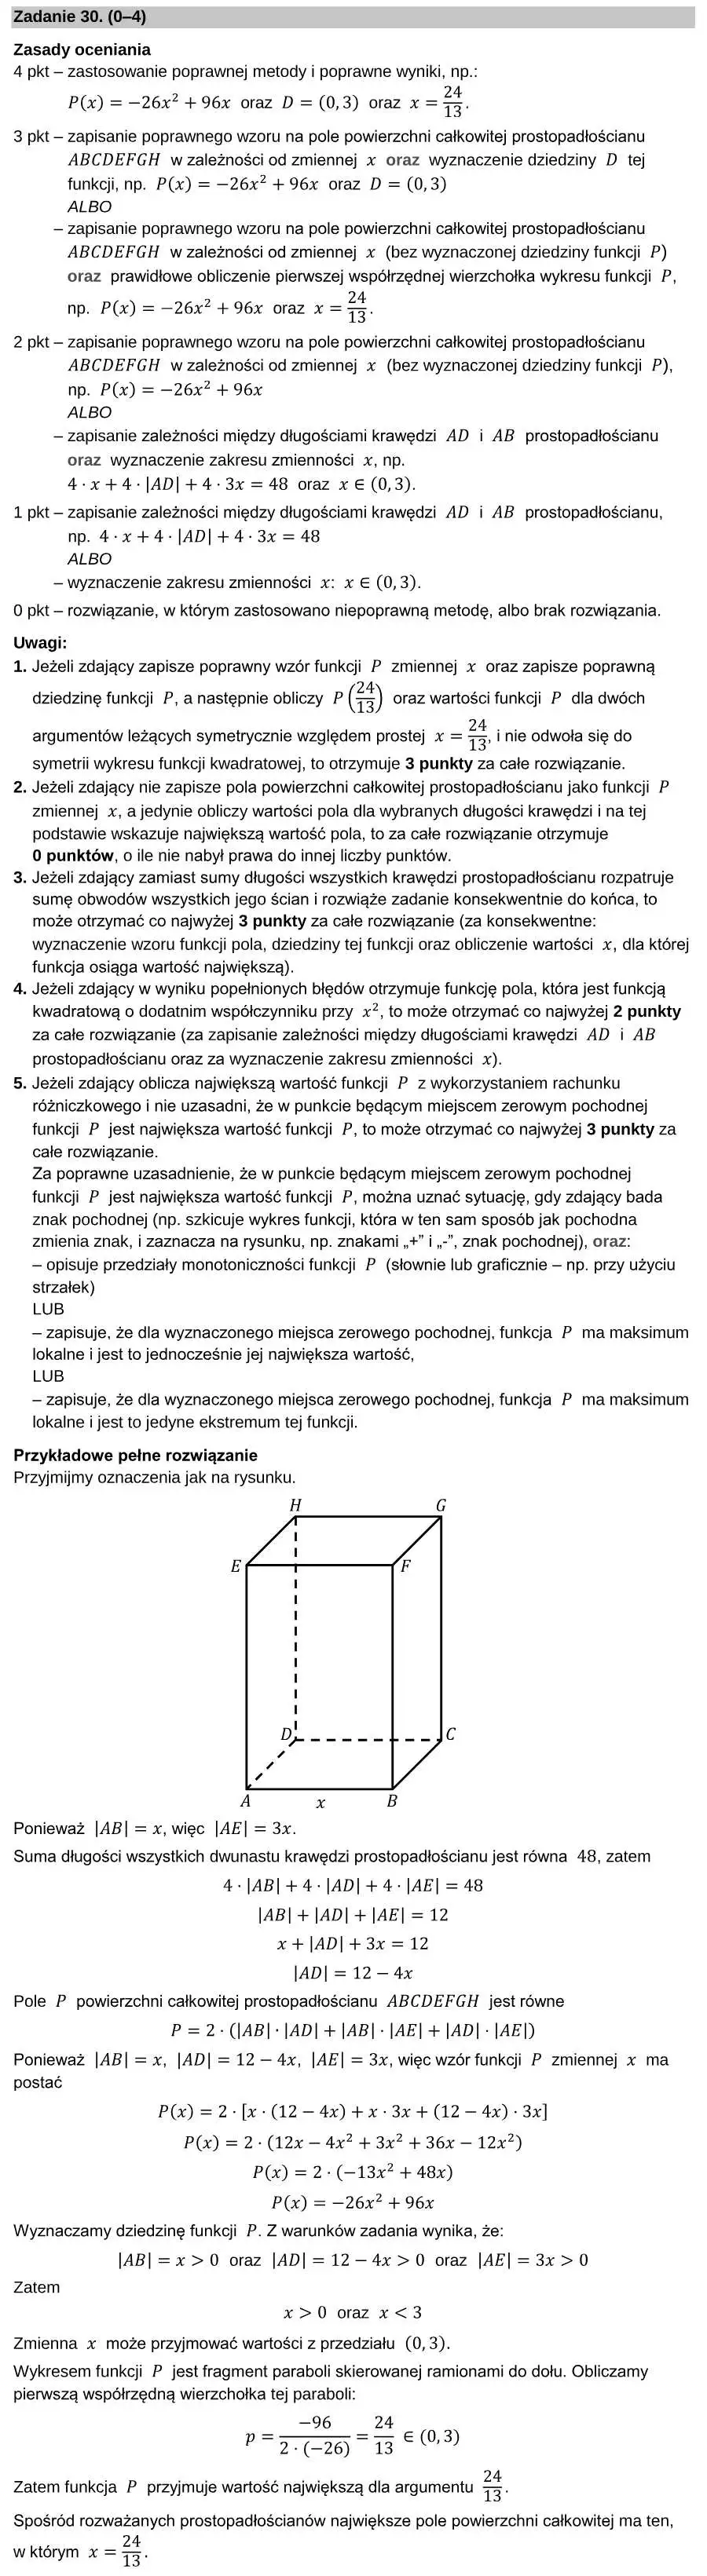 Zadanie 30. (0–4)
Zasady oceniania
4 pkt – zastosowanie poprawnej metody i poprawne wyniki, np.:
P(x) = −26x² + 96x oraz D = (0, 3) oraz x = 24/13.
3 pkt – zapisanie poprawnego wzoru na pole powierzchni całkowitej prostopadłościanu
ABCDEFGH w zależności od zmiennej x oraz wyznaczenie dziedziny D tej
funkcji, np. P(x) = −26x² + 96x oraz D = (0, 3)
ALBO
– zapisanie poprawnego wzoru na pole powierzchni całkowitej prostopadłościanu
ABCDEFGH w zależności od zmiennej x (bez wyznaczonej dziedziny funkcji P)
oraz prawidłowe obliczenie pierwszej współrzędnej wierzchołka wykresu funkcji P,
np. P(x) = −26x² + 96x oraz x = 24/13.
2 pkt – zapisanie poprawnego wzoru na pole powierzchni całkowitej prostopadłościanu
ABCDEFGH w zależności od zmiennej x (bez wyznaczonej dziedziny funkcji P),
np. P(x) = −26x² + 96x
ALBO
– zapisanie zależności między długościami krawędzi AD i AB prostopadłościanu
oraz wyznaczenie zakresu zmienności x, np.
4 · x + 4 · |AD| + 4 · 3x = 48 oraz x ∈ (0, 3).
1 pkt – zapisanie zależności między długościami krawędzi AD i AB prostopadłościanu,
np. 4 · x + 4 · |AD| + 4 · 3x = 48
ALBO
– wyznaczenie zakresu zmienności x: x ∈ (0, 3).
0 pkt – rozwiązanie, w którym zastosowano niepoprawną metodę, albo brak rozwiązania.
Uwagi:
1. Jeżeli zdający zapisze poprawny wzór funkcji P zmiennej x oraz zapisze poprawną
dziedzinę funkcji P, a następnie obliczy P(24/13) oraz wartości funkcji P dla dwóch
argumentów leżących symetrycznie względem prostej x = 24/13, i nie odwoła się do
symetrii wykresu funkcji kwadratowej, to otrzymuje 3 punkty za całe rozwiązanie.
2. Jeżeli zdający nie zapisze pola powierzchni całkowitej prostopadłościanu jako funkcji P
zmiennej x, a jedynie obliczy wartości pola dla wybranych długości krawędzi i na tej
podstawie wskazuje największą wartość pola, to za całe rozwiązanie otrzymuje
0 punktów, o ile nie nabył prawa do innej liczby punktów.
3. Jeżeli zdający zamiast sumy długości wszystkich krawędzi prostopadłościanu rozpatruje
sumę obwodów wszystkich jego ścian i rozwiąże zadanie konsekwentnie do końca, to
może otrzymać co najwyżej 3 punkty za całe rozwiązanie (za konsekwentne:
wyznaczenie wzoru funkcji pola, dziedziny tej funkcji oraz obliczenie wartości x, dla której
funkcja osiąga wartość największą).
4. Jeżeli zdający w wyniku popełnionych błędów otrzymuje funkcję pola, która jest funkcją
kwadratową o dodatnim współczynniku przy x², to może otrzymać co najwyżej 2 punkty
za całe rozwiązanie (za zapisanie zależności między długościami krawędzi AD i AB
prostopadłościanu oraz za wyznaczenie zakresu zmienności x).
5. Jeżeli zdający oblicza największą wartość funkcji P z wykorzystaniem rachunku
różniczkowego i nie uzasadni, że w punkcie będącym miejscem zerowym pochodnej
funkcji P jest największa wartość funkcji P, to może otrzymać co najwyżej 3 punkty za
całe rozwiązanie.
Za poprawne uzasadnienie, że w punkcie będącym miejscem zerowym pochodnej
funkcji P jest największa wartość funkcji P, można uznać sytuację, gdy zdający bada
znak pochodnej (np. szkicuje wykres funkcji, która w ten sam sposób jak pochodna
zmienia znak, i zaznacza na rysunku, np. znakami „+” i „-”, znak pochodnej), oraz:
– opisuje przedziały monotoniczności funkcji P (słownie lub graficznie – np. przy użyciu
strzałek)
LUB
– zapisuje, że dla wyznaczonego miejsca zerowego pochodnej, funkcja P ma maksimum
lokalne i jest to jednocześnie jej największa wartość,
LUB
– zapisuje, że dla wyznaczonego miejsca zerowego pochodnej, funkcja P ma maksimum
lokalne i jest to jedyne ekstremum tej funkcji.
Przykładowe pełne rozwiązanie
Przyjmijmy oznaczenia jak na rysunku.
H G
E F
D C
A x B
Ponieważ |AB| = x, więc |AE| = 3x.
Suma długości wszystkich dwunastu krawędzi prostopadłościanu jest równa 48, zatem
4 · |AB| + 4 · |AD| + 4 · |AE| = 48
|AB| + |AD| + |AE| = 12
x + |AD| + 3x = 12
|AD| = 12 − 4x
Pole P powierzchni całkowitej prostopadłościanu ABCDEFGH jest równe
P = 2 · (|AB| · |AD| + |AB| · |AE| + |AD| · |AE|)
Ponieważ |AB| = x, |AD| = 12 − 4x, |AE| = 3x, więc wzór funkcji P zmiennej x ma
postać
P(x) = 2 · [x · (12 − 4x) + x · 3x + (12 − 4x) · 3x]
P(x) = 2 · (12x − 4x² + 3x² + 36x − 12x²)
P(x) = 2 · (−13x² + 48x)
P(x) = −26x² + 96x
Wyznaczamy dziedzinę funkcji P. Z warunków zadania wynika, że:
|AB| = x > 0 oraz |AD| = 12 − 4x > 0 oraz |AE| = 3x > 0
Zatem
x > 0 oraz x < 3
Zmienna x może przyjmować wartości z przedziału (0, 3).
Wykresem funkcji P jest fragment paraboli skierowanej ramionami do dołu. Obliczamy
pierwszą współrzędną wierzchołka tej paraboli:
p = −96/(2 · (−26)) = 24/13 ∈ (0, 3)
Zatem funkcja P przyjmuje wartość największą dla argumentu 24/13.
Spośród rozważanych prostopadłościanów największe pole powierzchni całkowitej ma ten,
w którym x = 24/13.